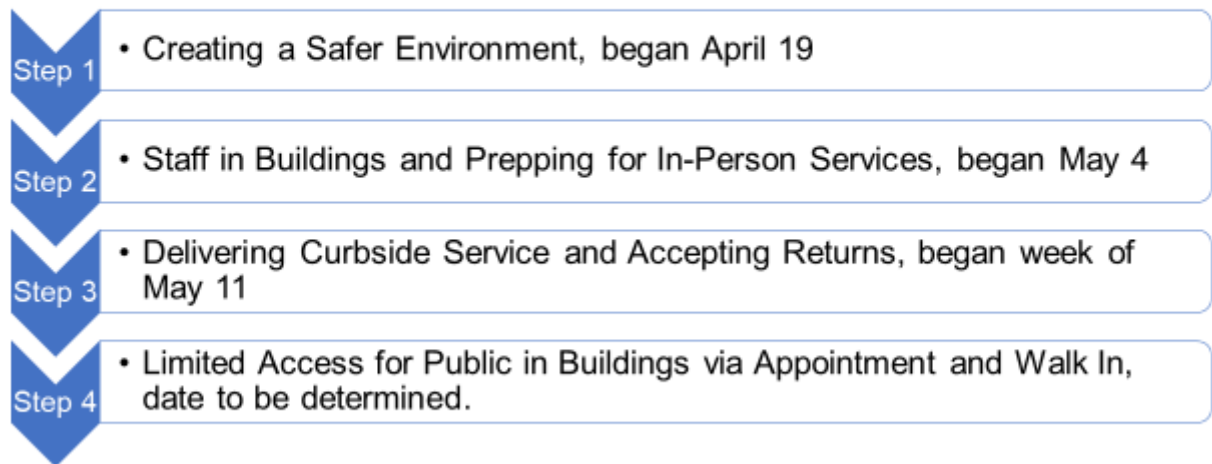 Step 1
• Creating a Safer Environment, began April 19
Step 2
• Staff in Buildings and Prepping for In-Person Services, began May 4
Step 3
• Delivering Curbside Service and Accepting Returns, began week of
May 11
Step 4
• Limited Access for Public in Buildings via Appointment and Walk In,
date to be determined.